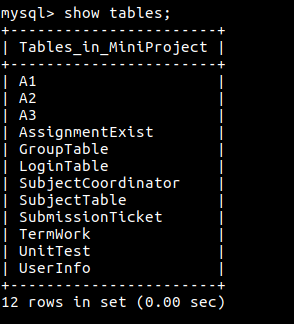 mysql> show tables;
+-----------------------+
| Tables_in_MiniProject |
+-----------------------+
| A1                    |
| A2                    |
| A3                    |
| AssignmentExist       |
| GroupTable            |
| LoginTable            |
| SubjectCoordinator    |
| SubjectTable          |
| SubmissionTicket      |
| TermWork              |
| UnitTest              |
| UserInfo              |
+-----------------------+
12 rows in set (0.00 sec)